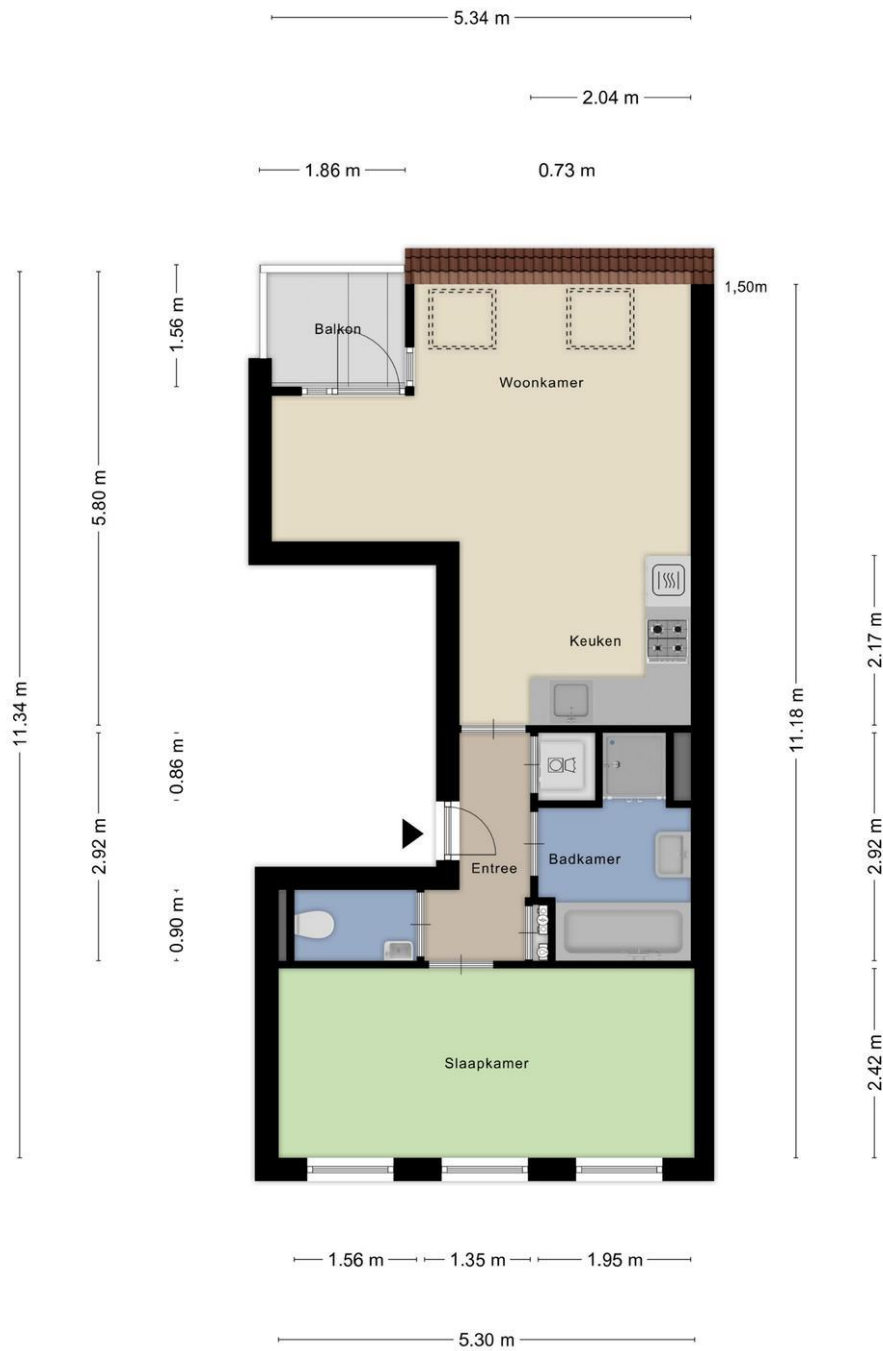 5.34 m
2.04 m
1.86 m
0.73 m
1,50m
1.56 m
Balkon
Woonkamer
5.80 m
Keuken
2.17 m
11.34 m
11.18 m
0.86 m
2.92 m
Entree
Badkamer
2.92 m
0.90 m
Slaapkamer
2.42 m
1.56 m
1.35 m
1.95 m
5.30 m